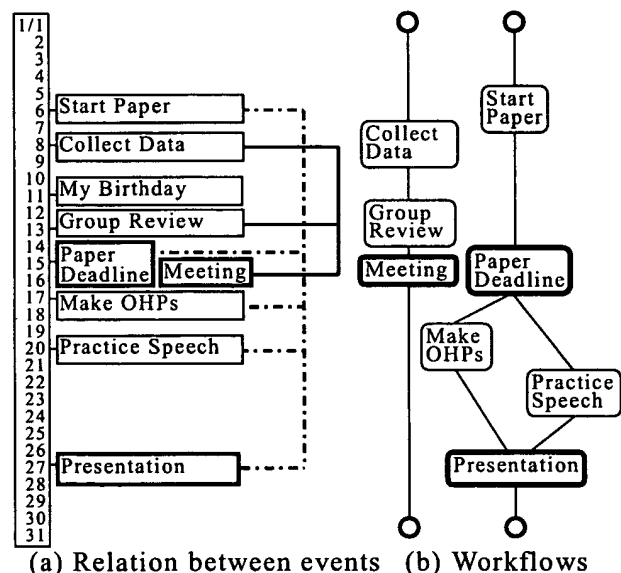 1/1
2
3
4
5
6
7
8
9
10
11
12
13
14
15
16
17
18
19
20
21
22
23
24
25
26
27
28
29
30
31
Start Paper
Collect Data
My Birthday
Group Review
Paper
Deadline
Meeting
Make OHPs
Practice Speech
Presentation
(a) Relation between events
Collect
Data
Group
Review
Meeting
Start
Paper
Paper
Deadline
Make
OHPs
Practice
Speech
Presentation
(b) Workflows